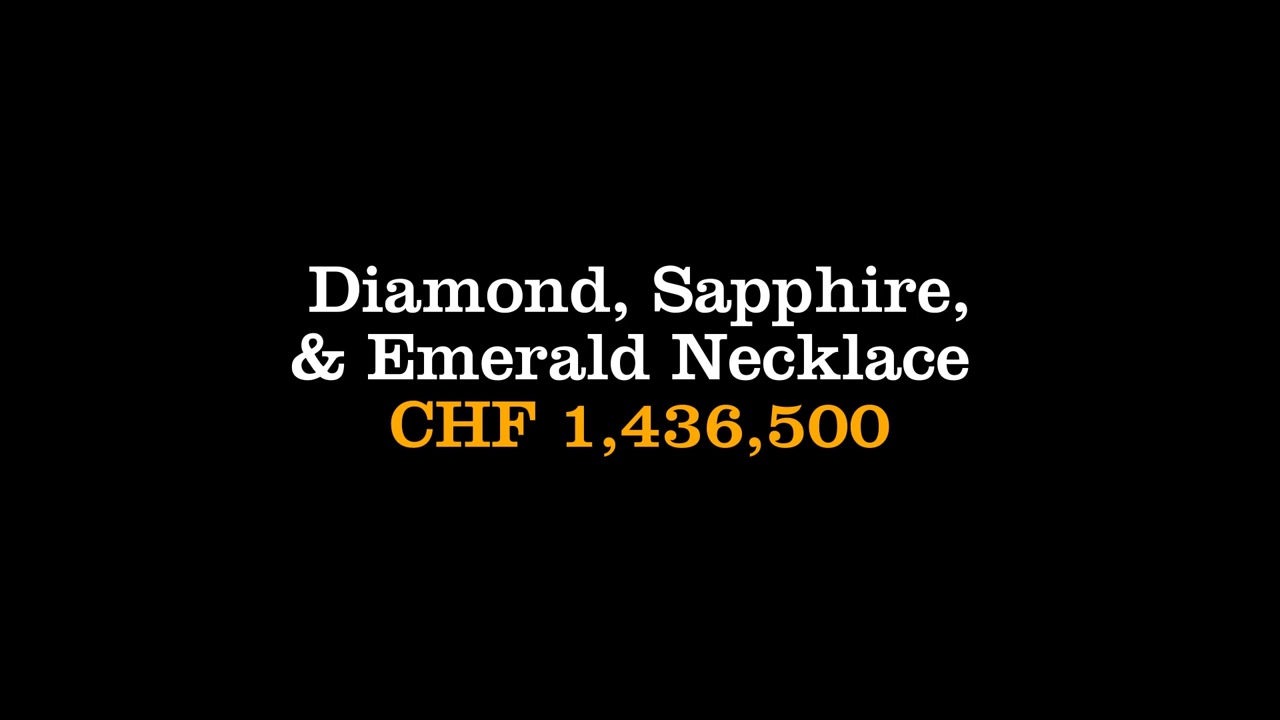 Diamond, Sapphire,
& Emerald Necklace
CHF 1,436,500